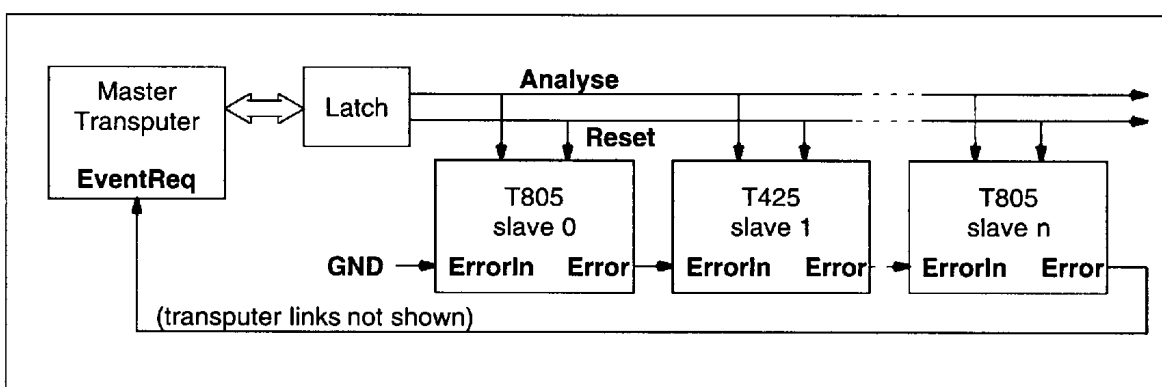 Master
Transputer
EventReq
Latch
Analyse
Reset
T805
slave 0
ErrorIn Error
T425
slave 1
ErrorIn Error
T805
slave n
ErrorIn Error
GND
(transputer links not shown)